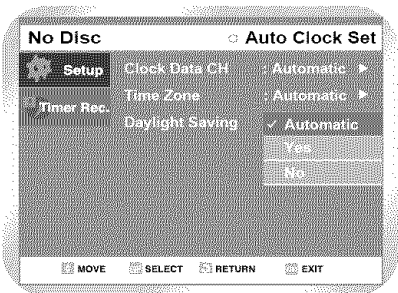 No Disc Auto Clock Set
Setup Clock Data CH : Automatic ►
Timer Rec. Time Zone : Automatic ►
Daylight Saving ✓ Automatic
Yes
No
MOVE SELECT RETURN EXIT